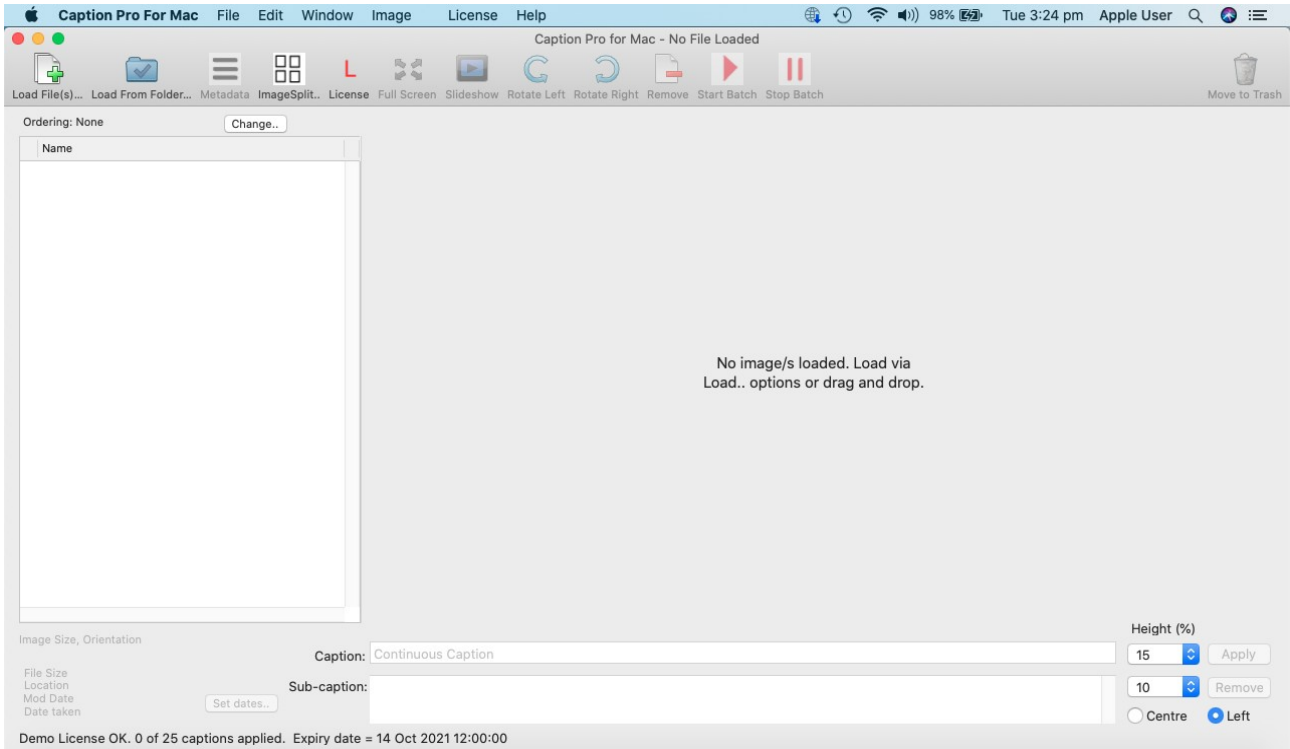 Caption Pro For Mac File Edit Window Image License Help 98% Tue 3:24 pm Apple User
Caption Pro for Mac - No File Loaded
L
Load File(s)... Load From Folder... Metadata ImageSplit.. License Full Screen Slideshow Rotate Left Rotate Right Remove Start Batch Stop Batch Move to Trash
Ordering: None Change..
Name
No image/s loaded. Load via
Load.. options or drag and drop.
Image Size, Orientation
Height (%)
Caption: Continuous Caption 15 Apply
File Size
Location
Sub-caption: 10 Remove
Mod Date
Set dates..
Date taken
Centre Left
Demo License OK. 0 of 25 captions applied. Expiry date = 14 Oct 2021 12:00:00